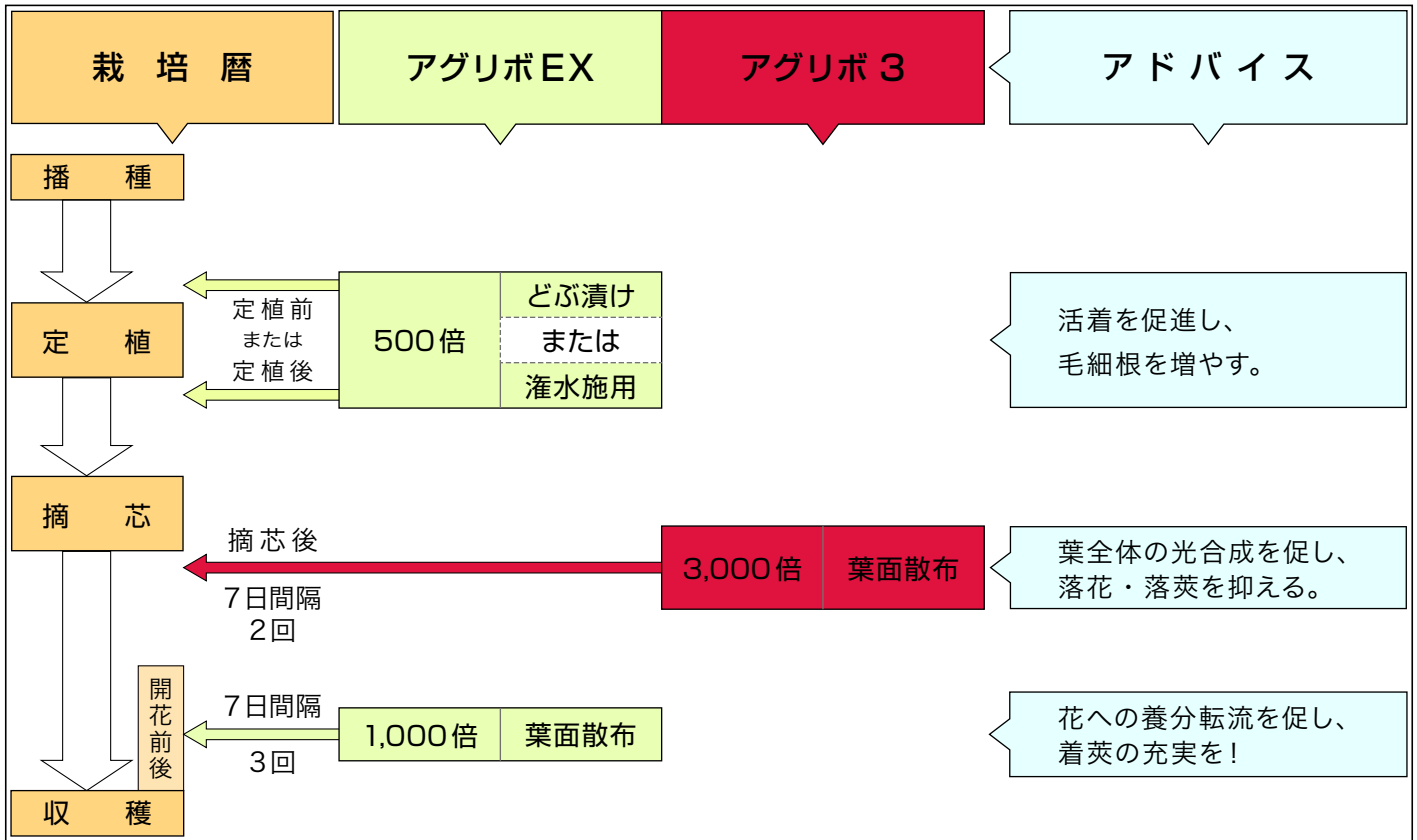 栽培暦
アグリボEX
アグリボ3
アドバイス
播種
定植
定植前
または
定植後
500倍
どぶ漬け
または
潅水施用
活着を促進し、
毛細根を増やす。
摘芯
摘芯後
7日間隔
2回
3,000倍
葉面散布
葉全体の光合成を促し、
落花・落莢を抑える。
開花前後
7日間隔
3回
1,000倍
葉面散布
花への養分転流を促し、
着莢の充実を!
収穫